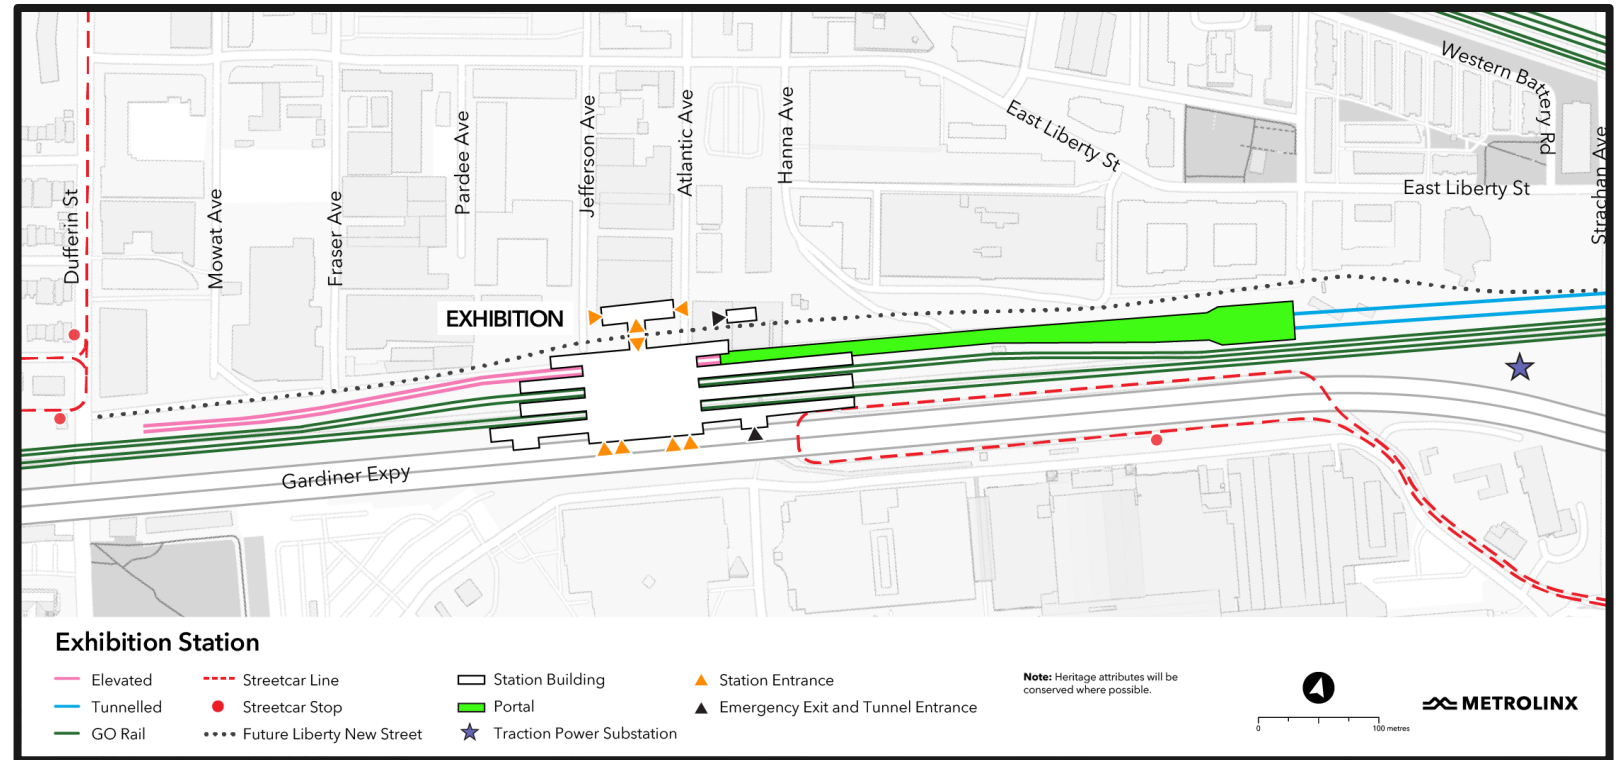 Western Battery Rd
East Liberty St
Strachan Ave
East Liberty St
Hanna Ave
Atlantic Ave
Jefferson Ave
Pardee Ave
Fraser Ave
Mowat Ave
Dufferin St
EXHIBITION
Gardiner Expy
Exhibition Station
Elevated
Tunnelled
GO Rail
Streetcar Line
Streetcar Stop
Future Liberty New Street
Station Building
Portal
Traction Power Substation
Station Entrance
Emergency Exit and Tunnel Entrance
Note: Heritage attributes will be
conserved where possible.
0 100 metres
METROLINX